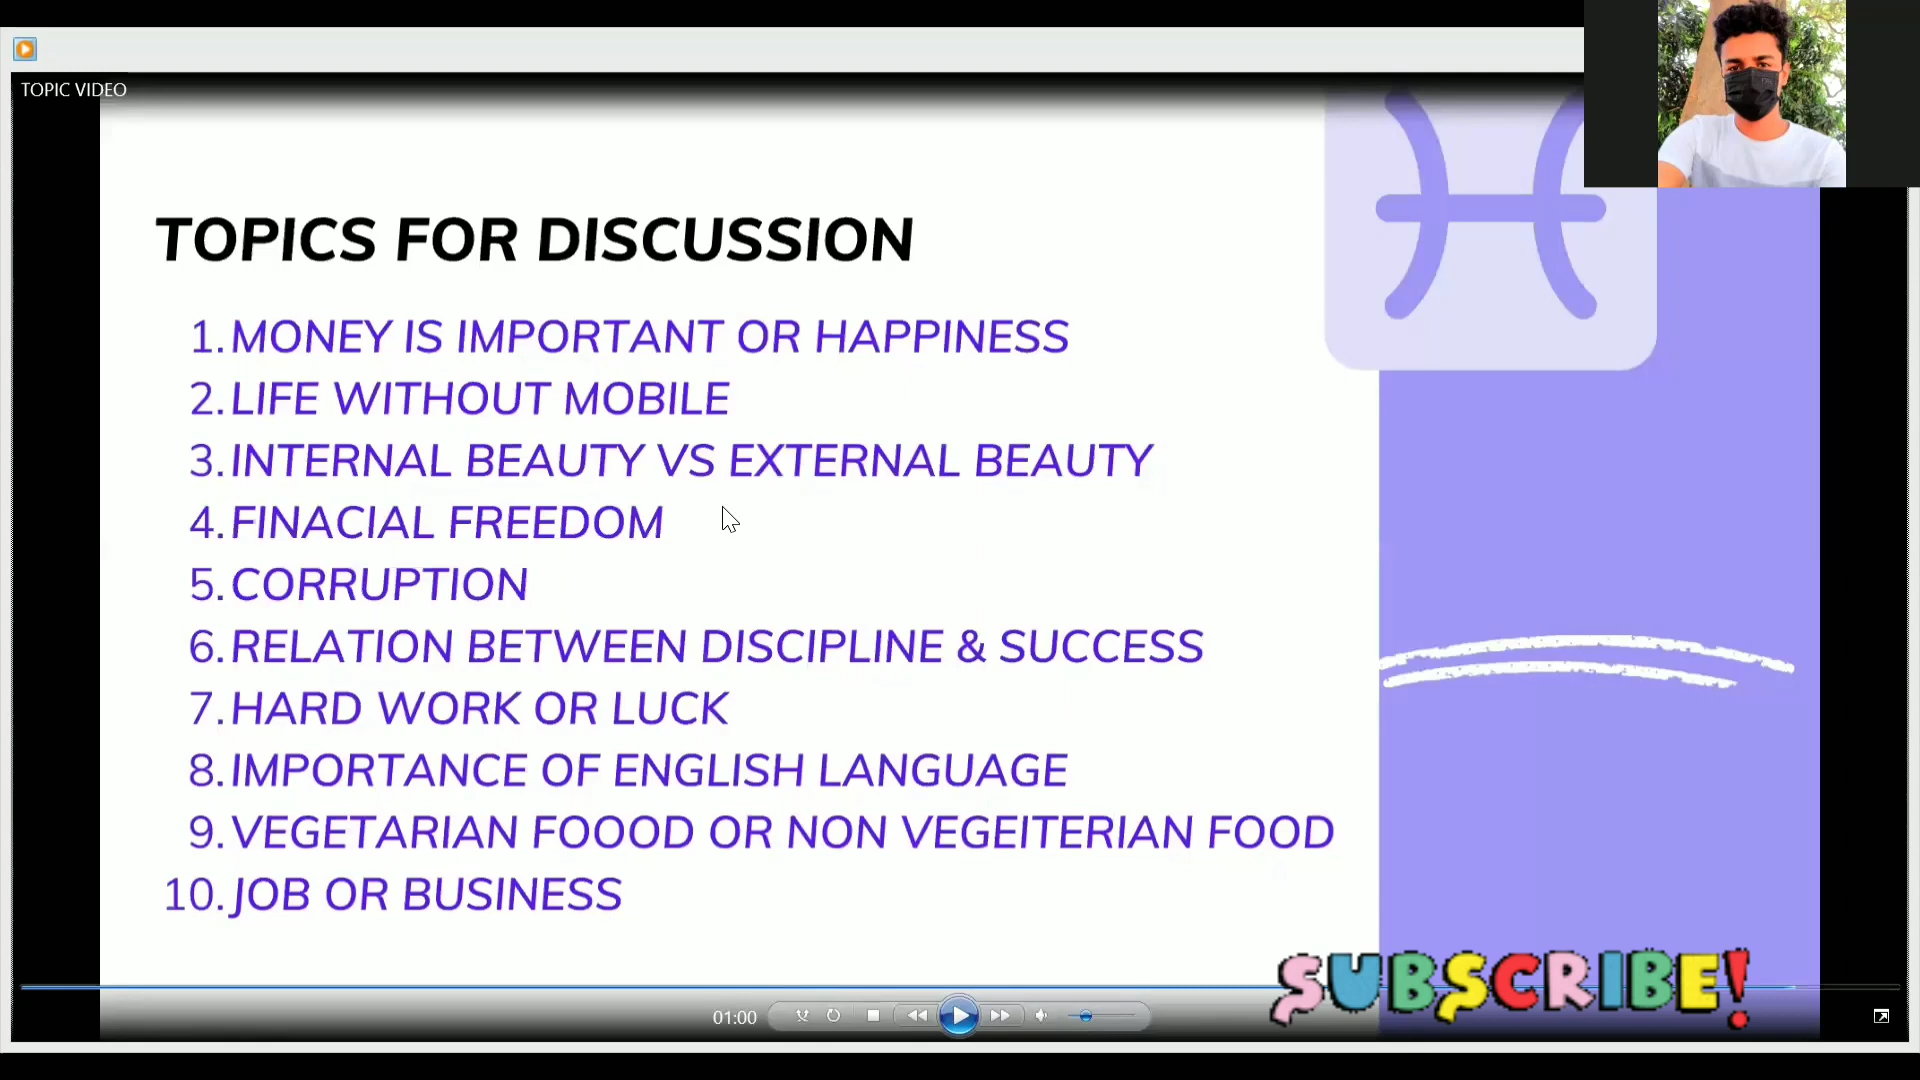 TOPIC VIDEO
TOPICS FOR DISCUSSION
1. MONEY IS IMPORTANT OR HAPPINESS
2. LIFE WITHOUT MOBILE
3. INTERNAL BEAUTY VS EXTERNAL BEAUTY
4. FINACIAL FREEDOM
5. CORRUPTION
6. RELATION BETWEEN DISCIPLINE & SUCCESS
7. HARD WORK OR LUCK
8. IMPORTANCE OF ENGLISH LANGUAGE
9. VEGETARIAN FOOOD OR NON VEGEITERIAN FOOD
10. JOB OR BUSINESS
SUBSCRIBE!
01:00